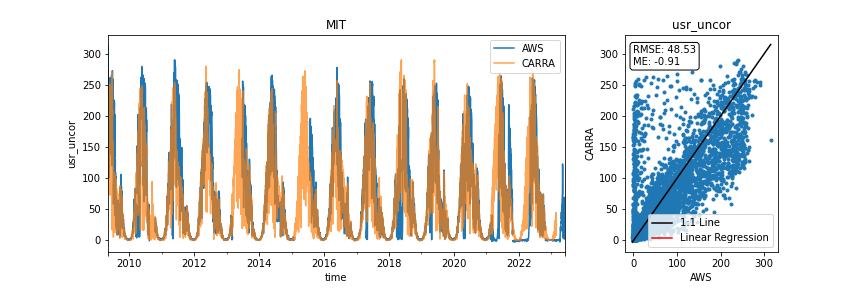 MIT
usr_uncor
AWS
CARRA
300
250
200
150
100
50
0
usr_uncor
2010
2012
2014
2016
2018
2020
2022
time
usr_uncor
RMSE: 48.53
ME: -0.91
300
250
200
150
100
50
0
CARRA
1:1 Line
Linear Regression
0
100
200
300
AWS